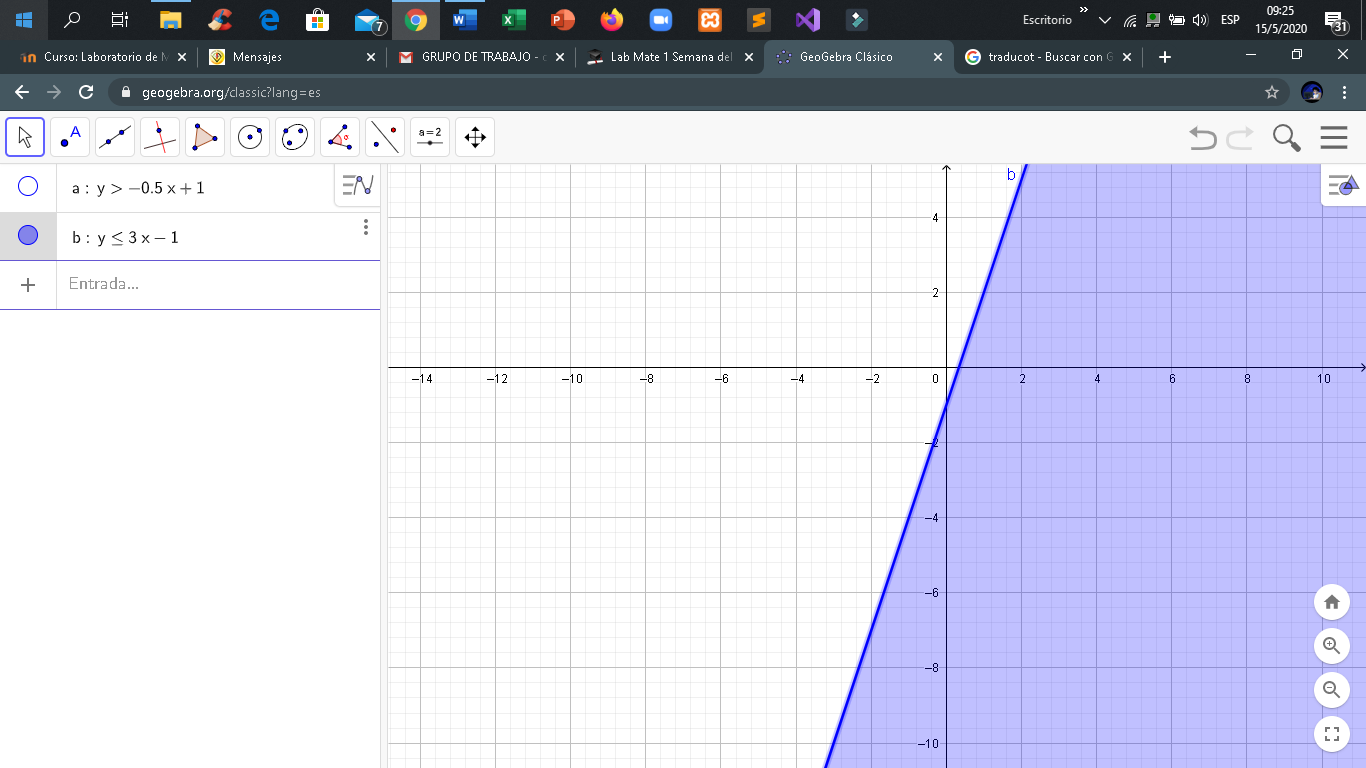 7
Escritorio
»
ESP
09:25
15/5/2020
31
Curso: Laboratorio de M
Mensajes
GRUPO DE TRABAJO - c
Lab Mate 1 Semana del
GeoGebra Clásico
traducot - Buscar con G
geogebra.org/classic?lang=es
A
a=2
a : y > −0.5 x + 1
b : y ≤ 3 x − 1
Entrada...
b
4
2
−14 −12 −10 −8 −6 −4 −2 0 2 4 6 8 10
−2
−4
−6
−8
−10